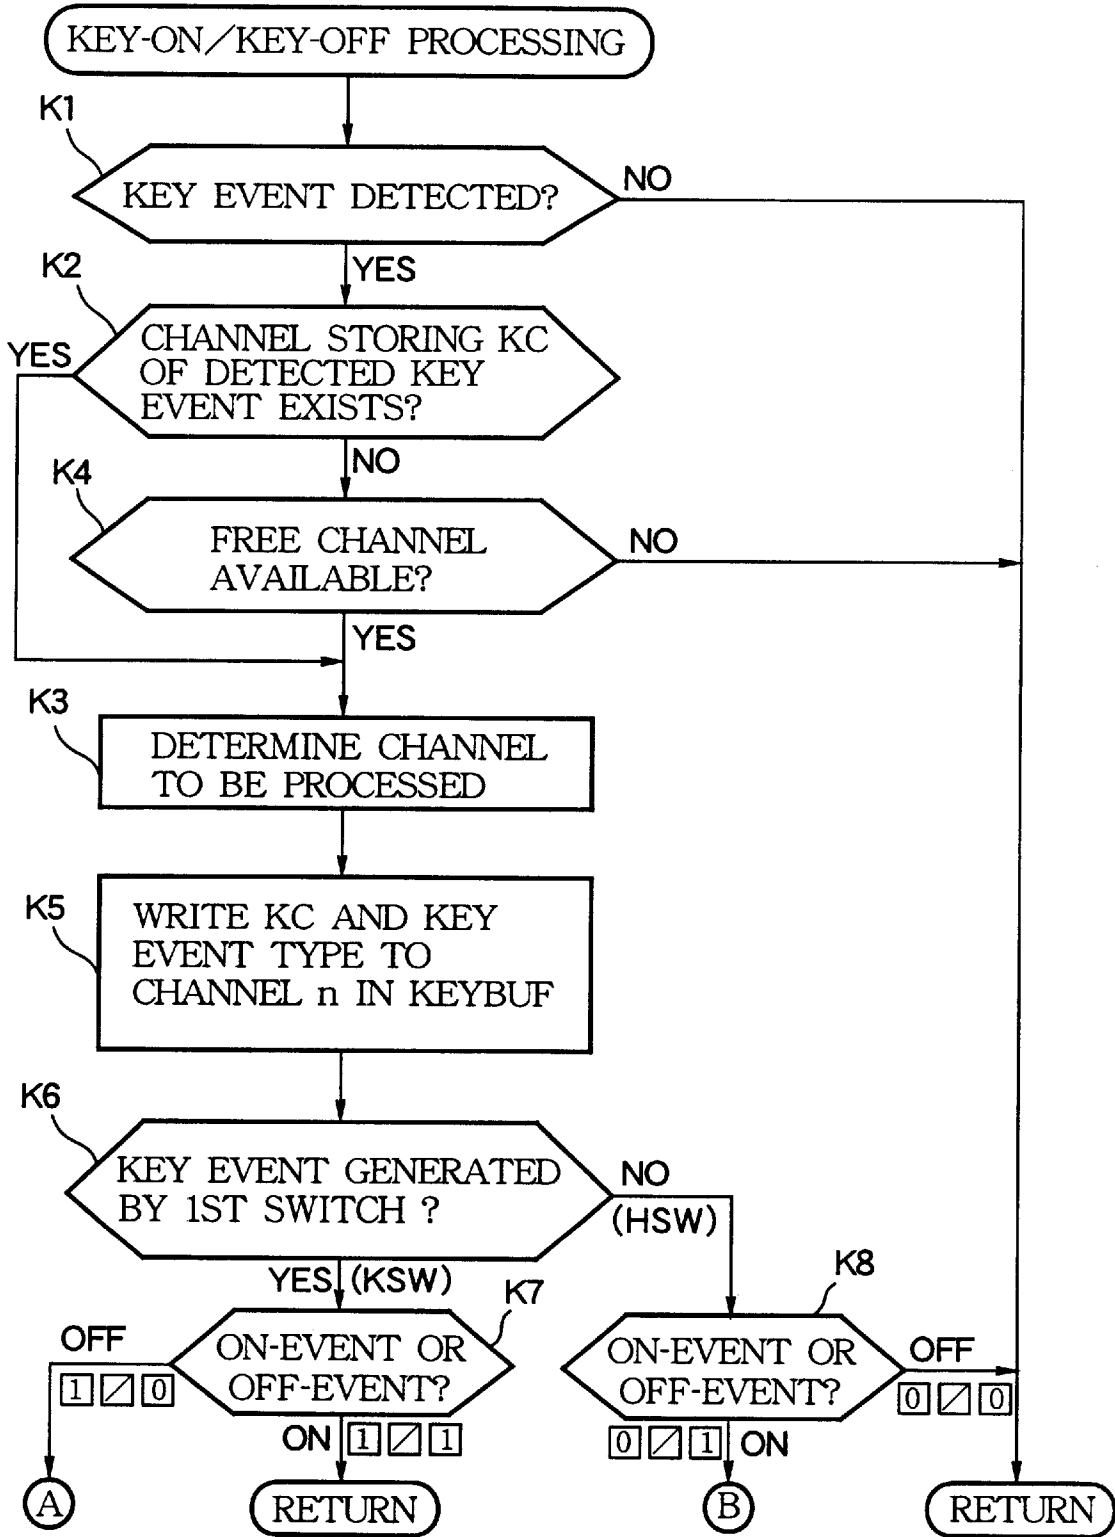 KEY-ON/KEY-OFF PROCESSING
K1
KEY EVENT DETECTED?
NO
YES
K2
CHANNEL STORING KC
OF DETECTED KEY
EVENT EXISTS?
YES
NO
K4
FREE CHANNEL
AVAILABLE?
NO
YES
K3
DETERMINE CHANNEL
TO BE PROCESSED
K5
WRITE KC AND KEY
EVENT TYPE TO
CHANNEL n IN KEYBUF
K6
KEY EVENT GENERATED
BY 1ST SWITCH ?
NO
(HSW)
YES (KSW)
K7
ON-EVENT OR
OFF-EVENT?
OFF
1 / 0
ON 1 / 1
K8
ON-EVENT OR
OFF-EVENT?
OFF
0 / 0
0 / 1 ON
A
RETURN
B
RETURN